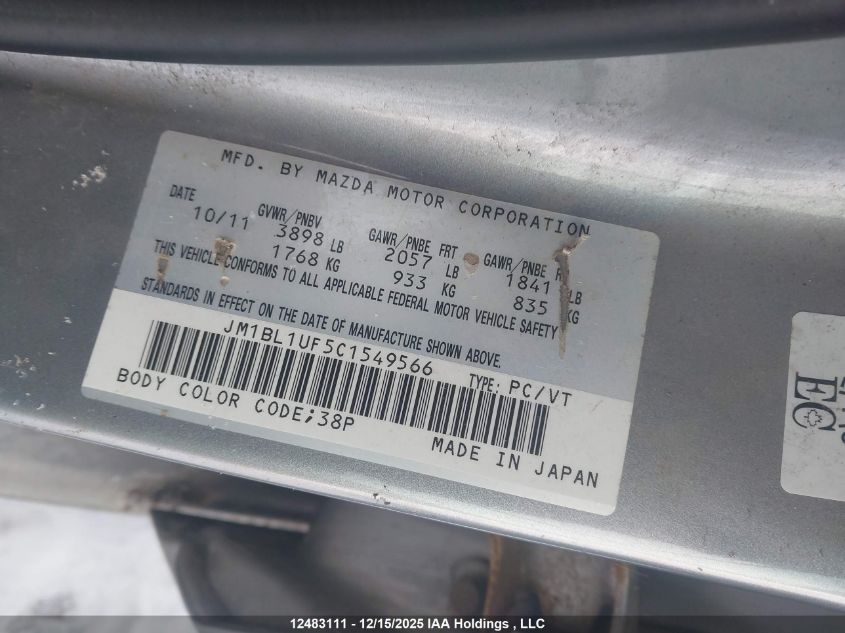 MFD. BY MAZDA MOTOR CORPORATION
DATE GVWR/PNBV GAWR/PNBE FRT GAWR/PNBE
10/11 3898 LB 2057 LB 1841 LB
1768 KG 933 KG 835 KG
THIS VEHICLE CONFORMS TO ALL APPLICABLE FEDERAL MOTOR VEHICLE SAFETY
STANDARDS IN EFFECT ON THE DATE OF MANUFACTURE SHOWN ABOVE.
JM1BL1UF5C1549566 TYPE: PC/VT
BODY COLOR CODE;38P
MADE IN JAPAN
EC
12483111 - 12/15/2025 IAA Holdings , LLC